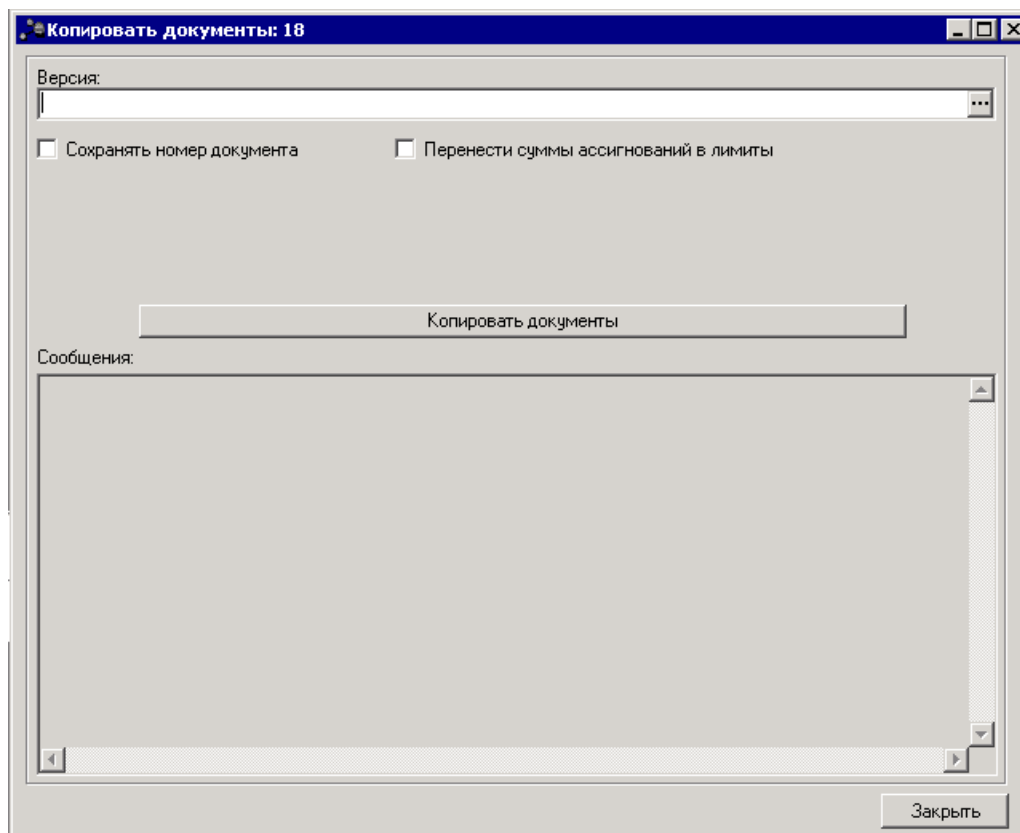 Копировать документы: 18
Версия:
...
Сохранять номер документа
Перенести суммы ассигнований в лимиты
Копировать документы
Сообщения:
Закрыть